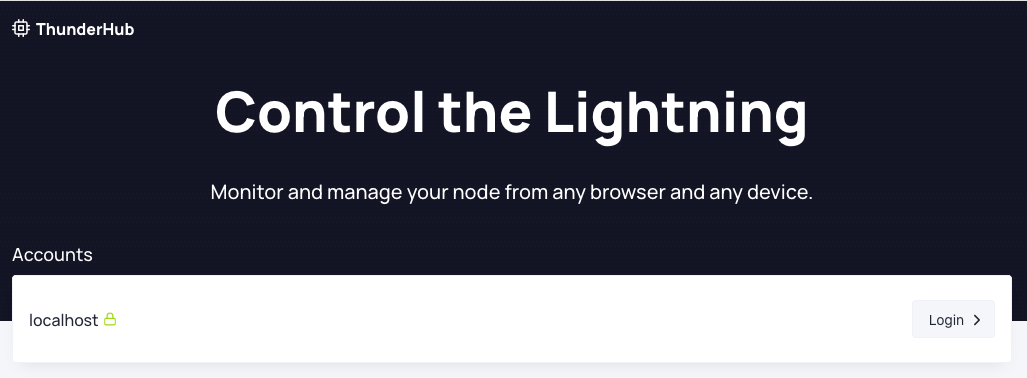 ThunderHub
Control the Lightning
Monitor and manage your node from any browser and any device.
Accounts
localhost
Login